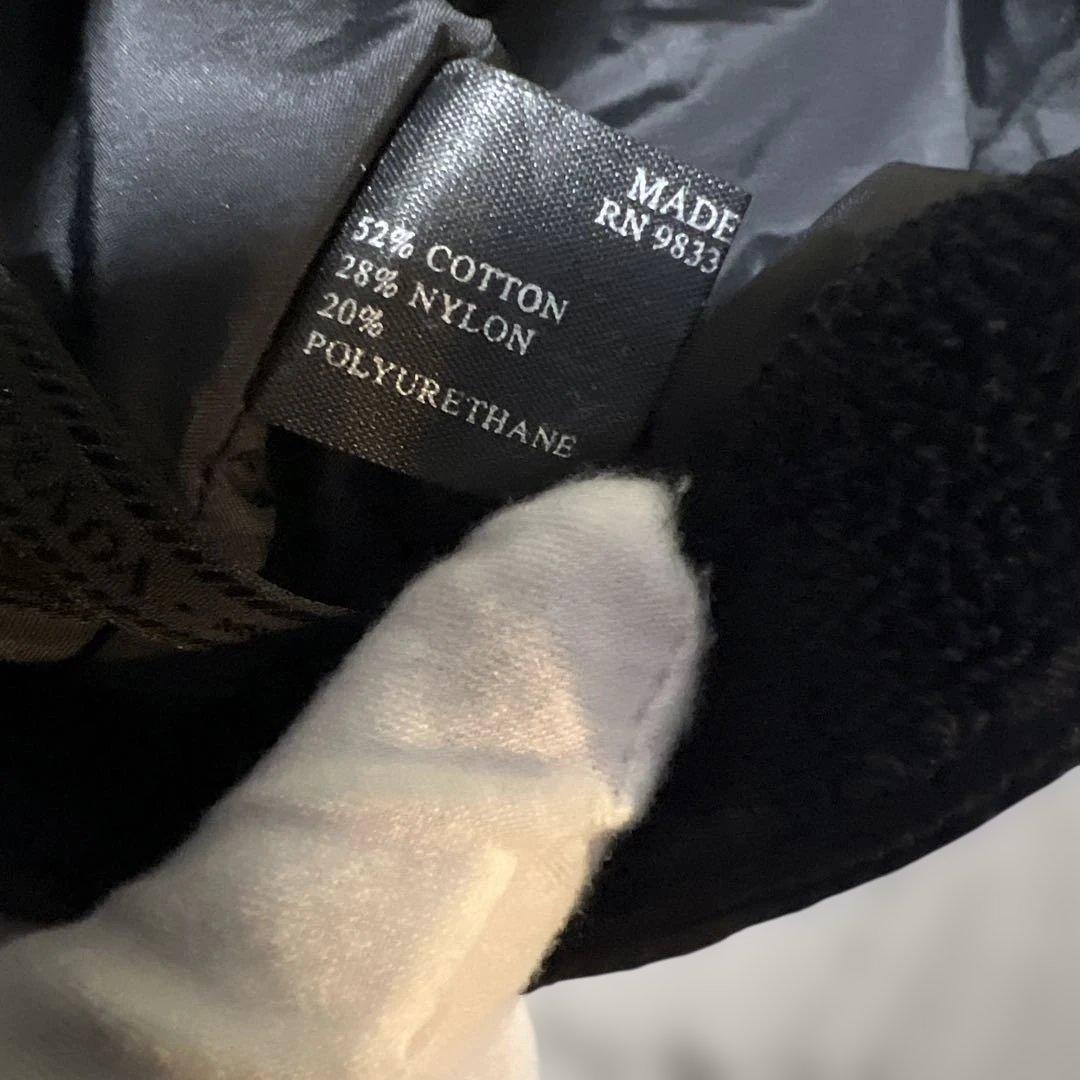 MADE
RN 9833
52% COTTON
28% NYLON
20%
POLYURETHANE